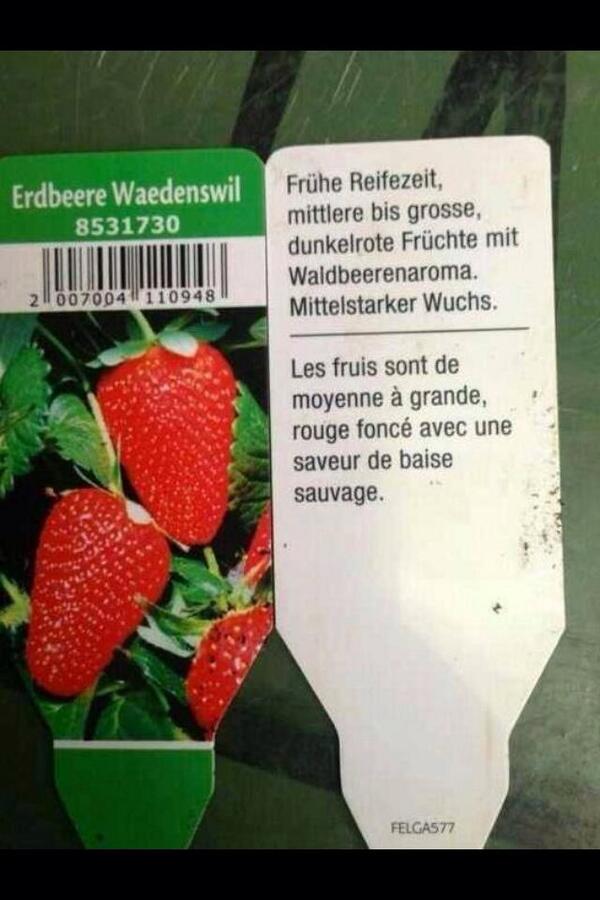 Erdbeere Waedenswil
8531730
2 007004 110948
Frühe Reifezeit,
mittlere bis grosse,
dunkelrote Früchte mit
Waldbeerenaroma.
Mittelstarker Wuchs.
Les fruis sont de
moyenne à grande,
rouge foncé avec une
saveur de baise
sauvage.
FELGA577